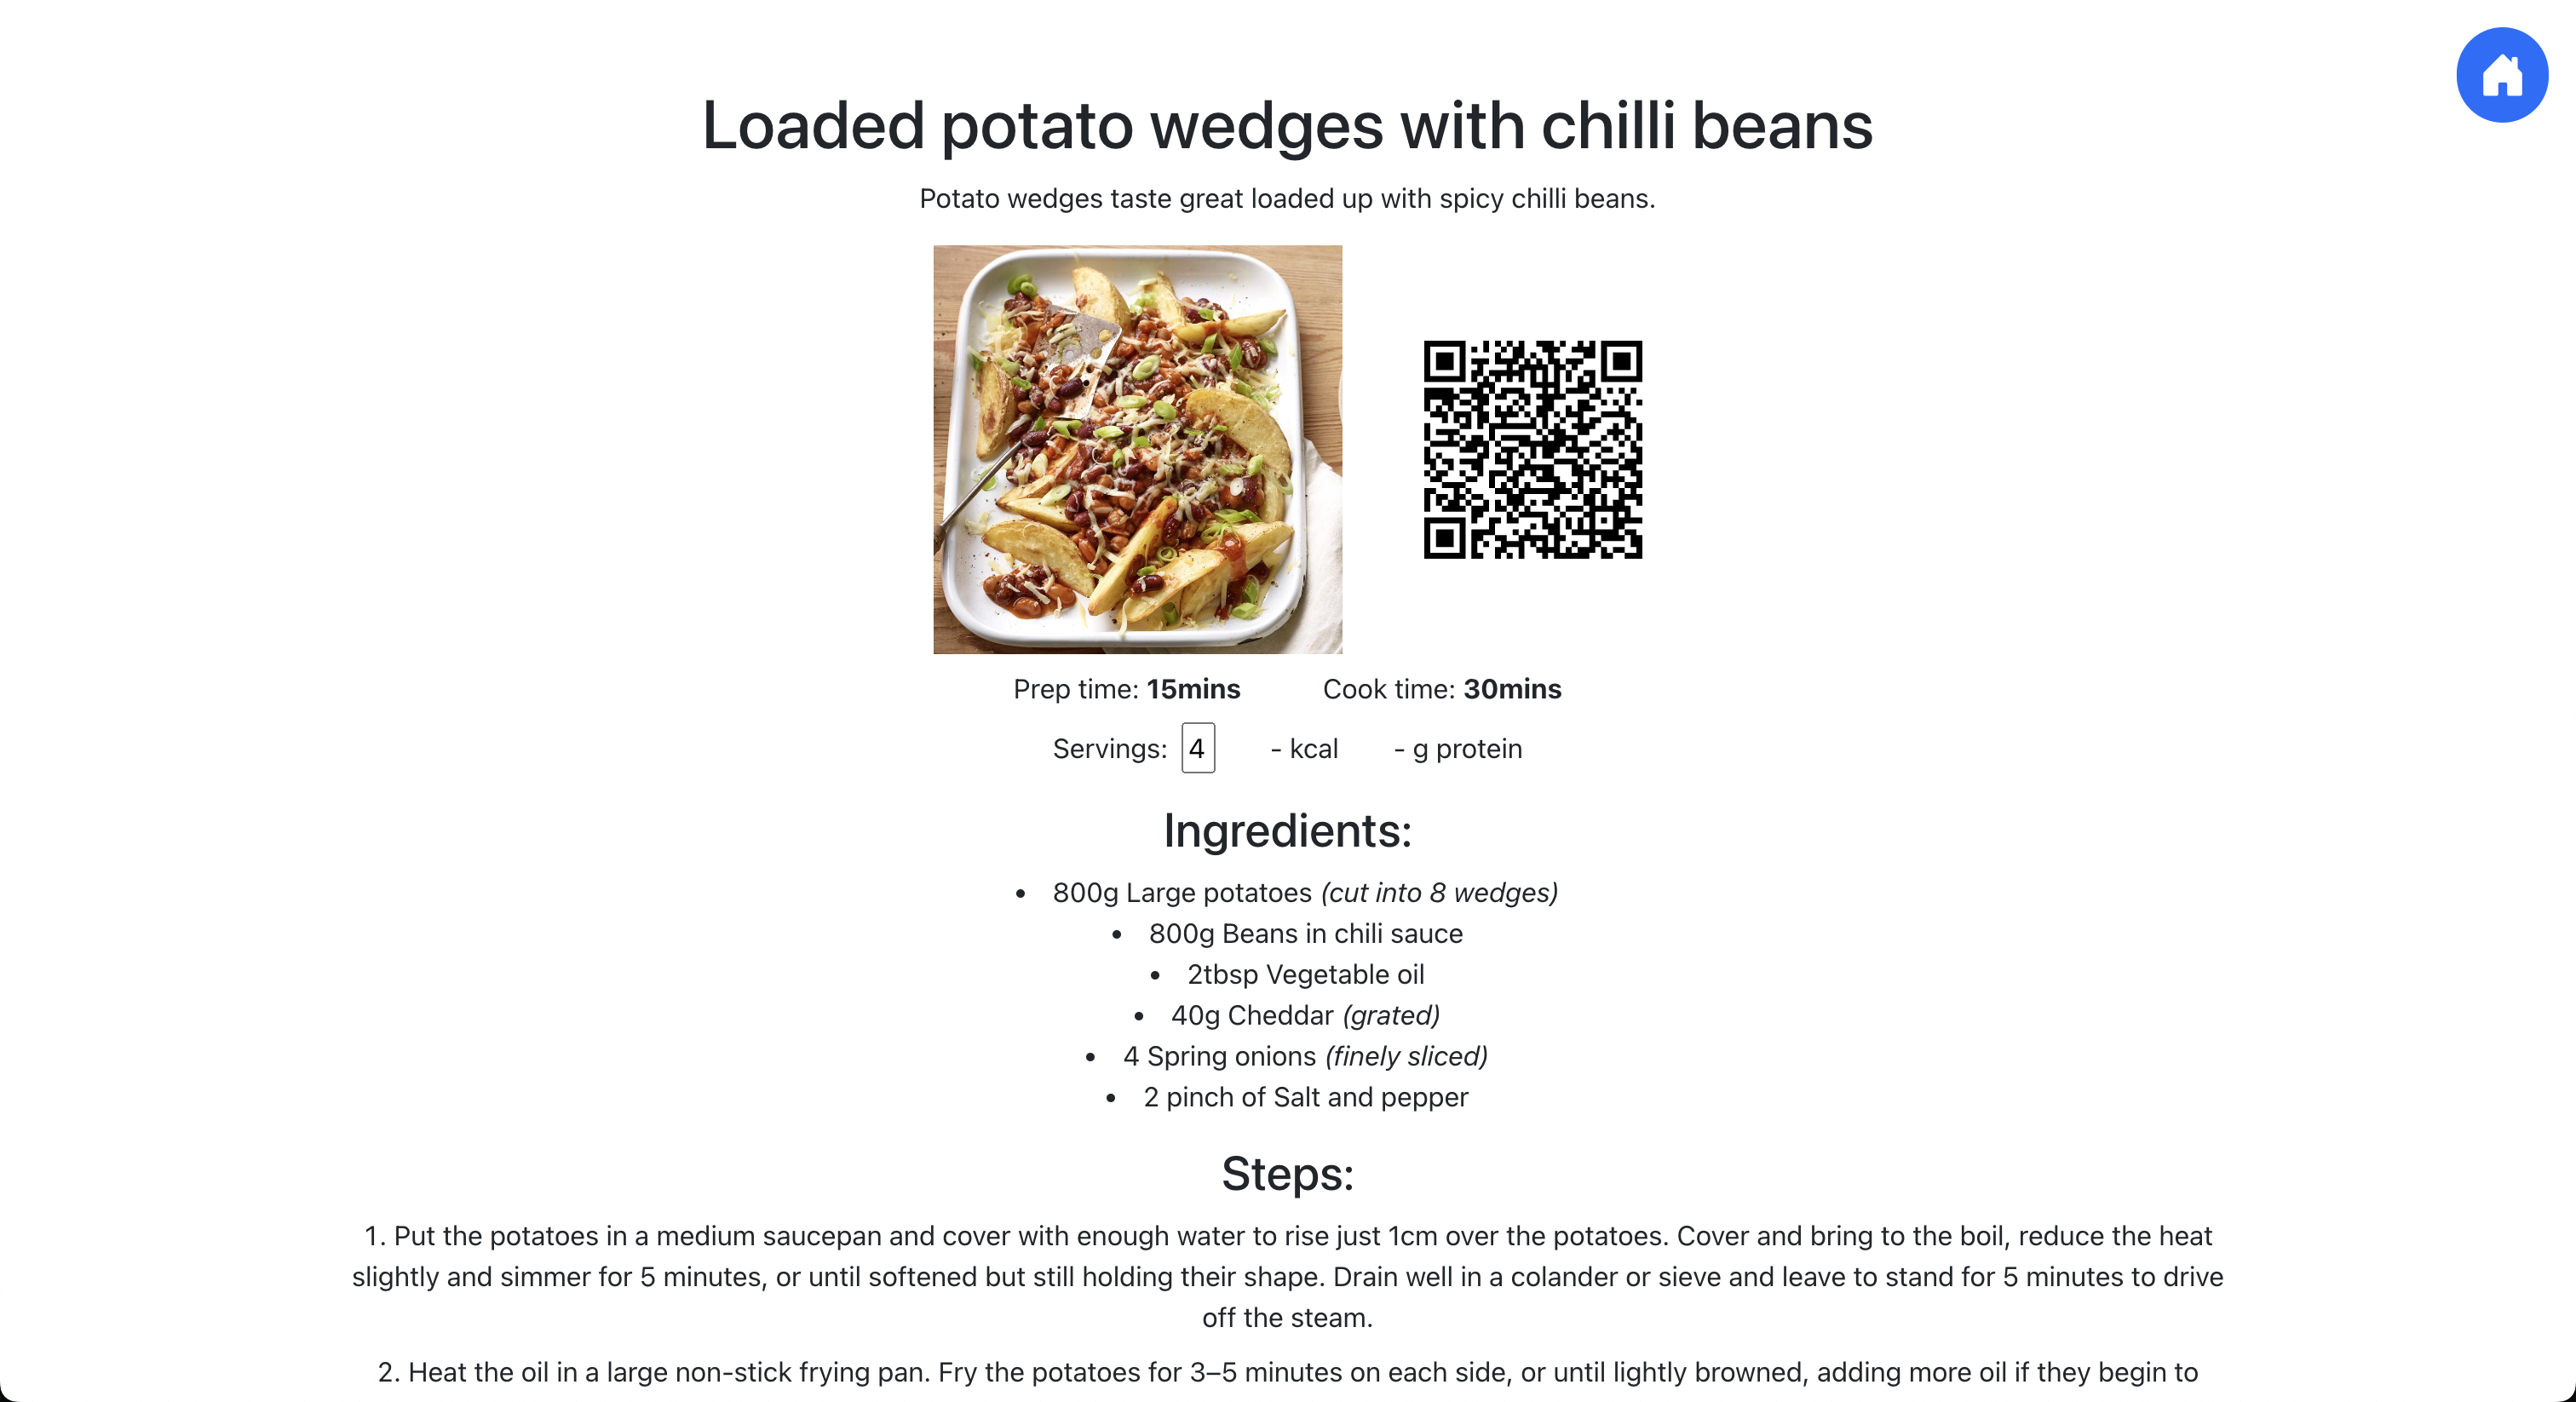 Loaded potato wedges with chilli beans
Potato wedges taste great loaded up with spicy chilli beans.
Prep time: 15mins Cook time: 30mins
Servings: 4 - kcal - g protein
Ingredients:
• 800g Large potatoes (cut into 8 wedges)
• 800g Beans in chili sauce
• 2tbsp Vegetable oil
• 40g Cheddar (grated)
• 4 Spring onions (finely sliced)
• 2 pinch of Salt and pepper
Steps:
1. Put the potatoes in a medium saucepan and cover with enough water to rise just 1cm over the potatoes. Cover and bring to the boil, reduce the heat
slightly and simmer for 5 minutes, or until softened but still holding their shape. Drain well in a colander or sieve and leave to stand for 5 minutes to drive
off the steam.
2. Heat the oil in a large non-stick frying pan. Fry the potatoes for 3–5 minutes on each side, or until lightly browned, adding more oil if they begin to